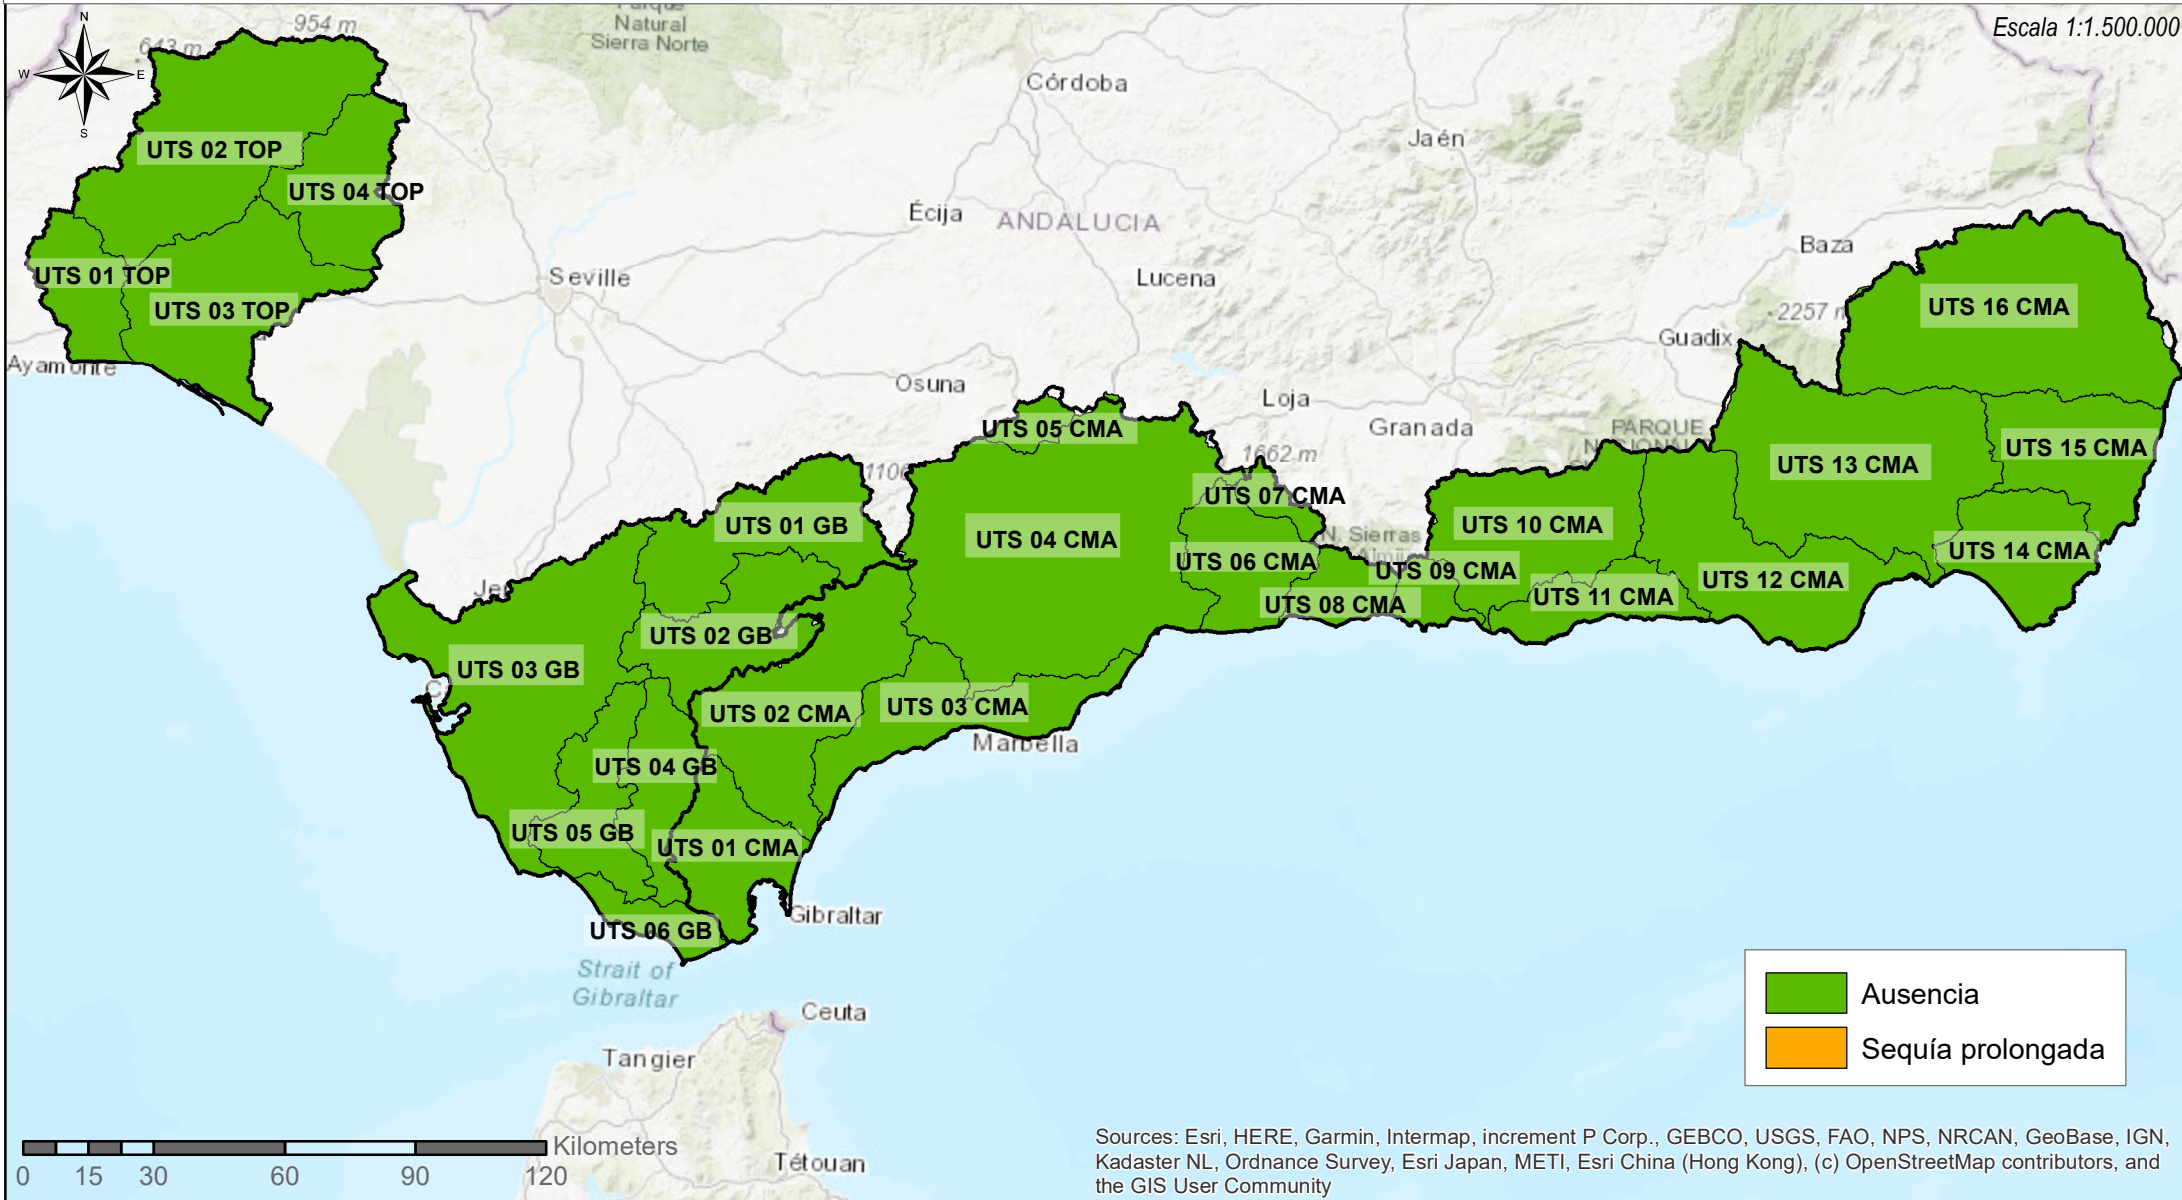 Escala 1:1.500.000
N
W
E
S
954 m
643 m
Parque
Natural
Sierra Norte
Córdoba
Jaén
Écija
ANDALUCIA
Lucena
Seville
Baza
2257 m
Guadix
Ayamonte
Osuna
Loja
Granada
PARQUE
1662 m
N. Sierras
Marbella
Gibraltar
Strait of
Gibraltar
Ceuta
Tangier
Tétouan
UTS 02 TOP
UTS 04 TOP
UTS 01 TOP
UTS 03 TOP
UTS 16 CMA
UTS 05 CMA
UTS 15 CMA
UTS 13 CMA
UTS 07 CMA
UTS 01 GB
UTS 10 CMA
UTS 04 CMA
UTS 14 CMA
UTS 06 CMA
UTS 09 CMA
UTS 12 CMA
UTS 11 CMA
UTS 08 CMA
UTS 02 GB
UTS 03 GB
UTS 03 CMA
UTS 02 CMA
UTS 04 GB
UTS 05 GB
UTS 01 CMA
UTS 06 GB
Ausencia
Sequía prolongada
Kilometers
0 15 30 60 90 120
Sources: Esri, HERE, Garmin, Intermap, increment P Corp., GEBCO, USGS, FAO, NPS, NRCAN, GeoBase, IGN,
Kadaster NL, Ordnance Survey, Esri Japan, METI, Esri China (Hong Kong), (c) OpenStreetMap contributors, and
the GIS User Community